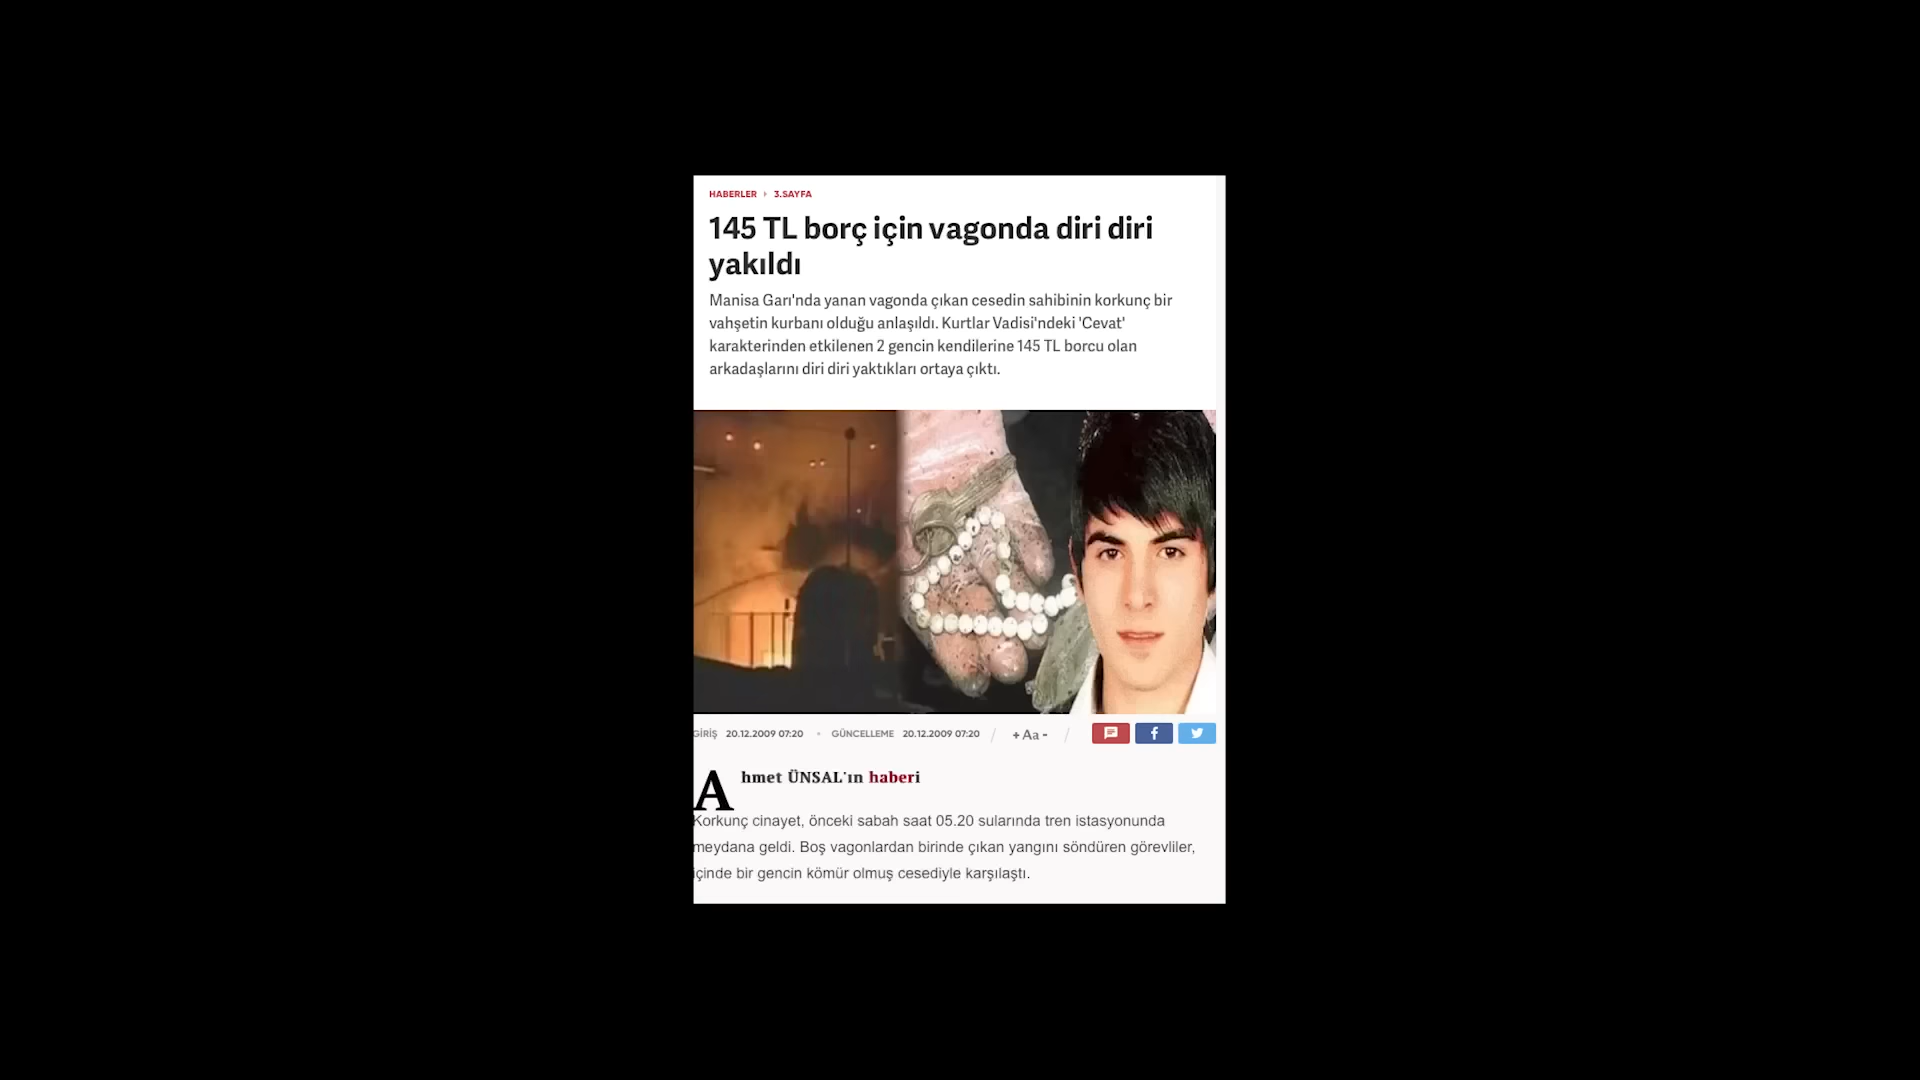 HABERLER 3.SAYFA
145 TL borç için vagonda diri diri
yakıldı
Manisa Garı'nda yanan vagonda çıkan cesedin sahibinin korkunç bir
vahşetin kurbanı olduğu anlaşıldı. Kurtlar Vadisi'ndeki 'Cevat'
karakterinden etkilenen 2 gencin kendilerine 145 TL borcu olan
arkadaşlarını diri diri yaktıkları ortaya çıktı.
GİRİŞ 20.12.2009 07:20 • GÜNCELLEME 20.12.2009 07:20 / + Aa - /
Ahmet ÜNSAL'ın haberi
Korkunç cinayet, önceki sabah saat 05.20 sularında tren istasyonunda
meydana geldi. Boş vagonlardan birinde çıkan yangını söndüren görevliler,
içinde bir gencin kömür olmuş cesediyle karşılaştı.